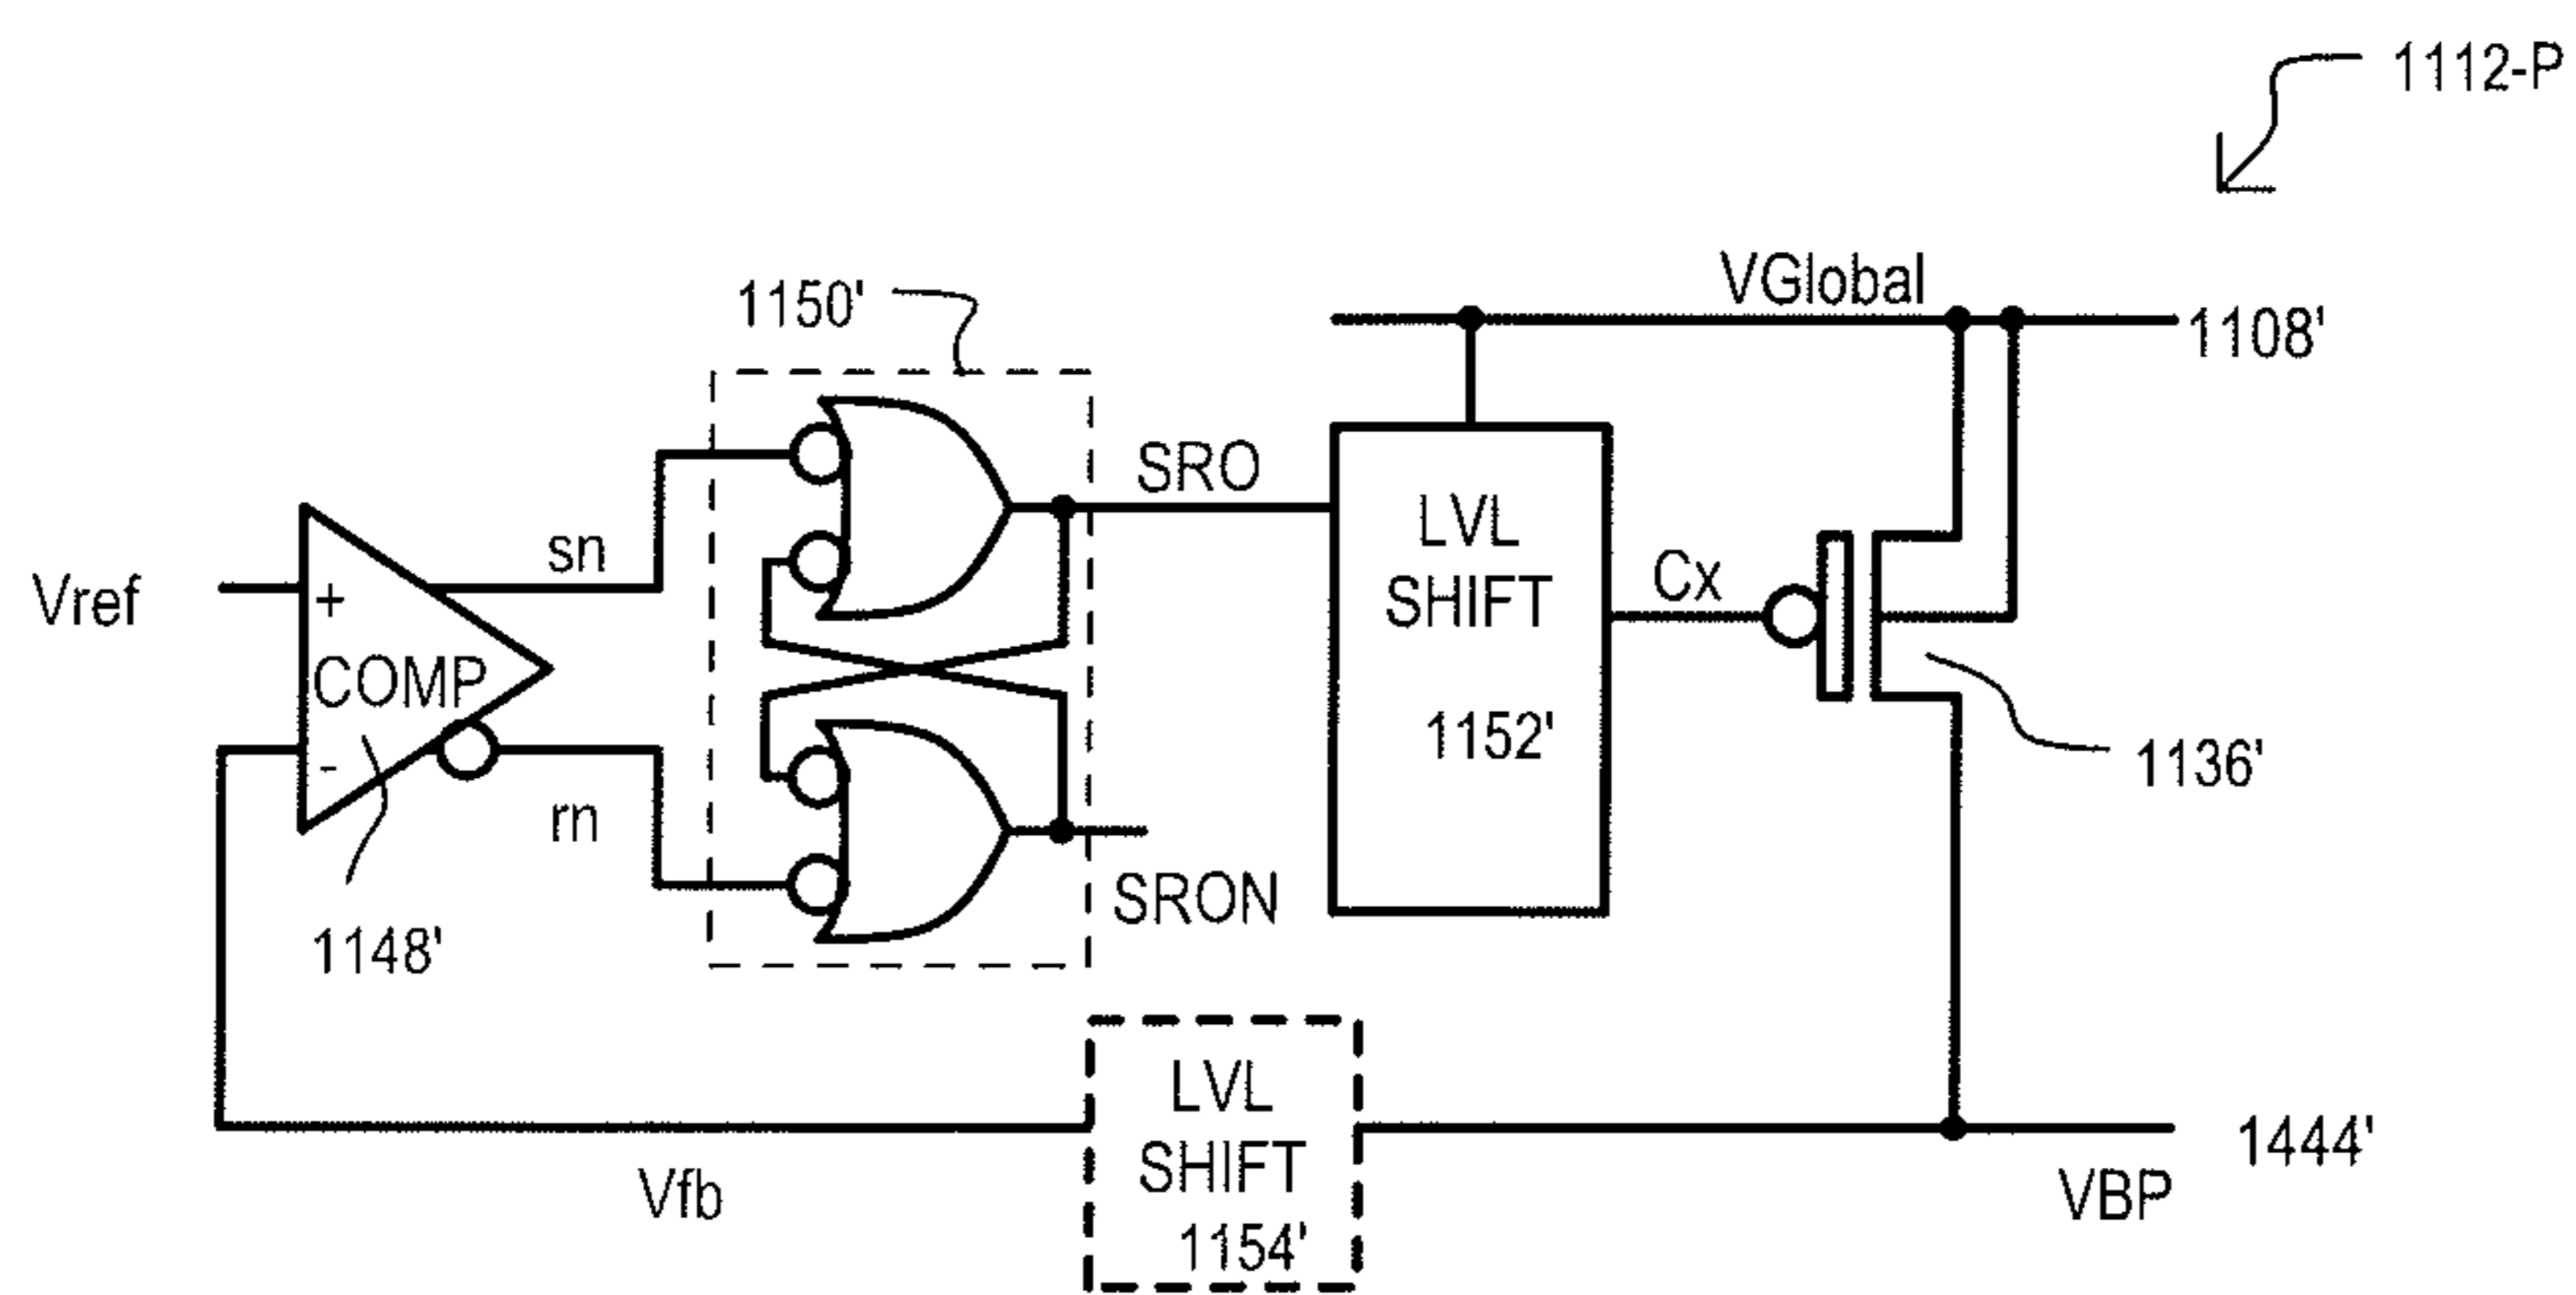 1112-P
VGlobal
1150'
1108'
SRO
LVL
SHIFT
1152'
sn
Cx
Vref
+
COMP
-
1136'
rn
SRON
1148'
LVL
SHIFT
1154'
1444'
Vfb
VBP